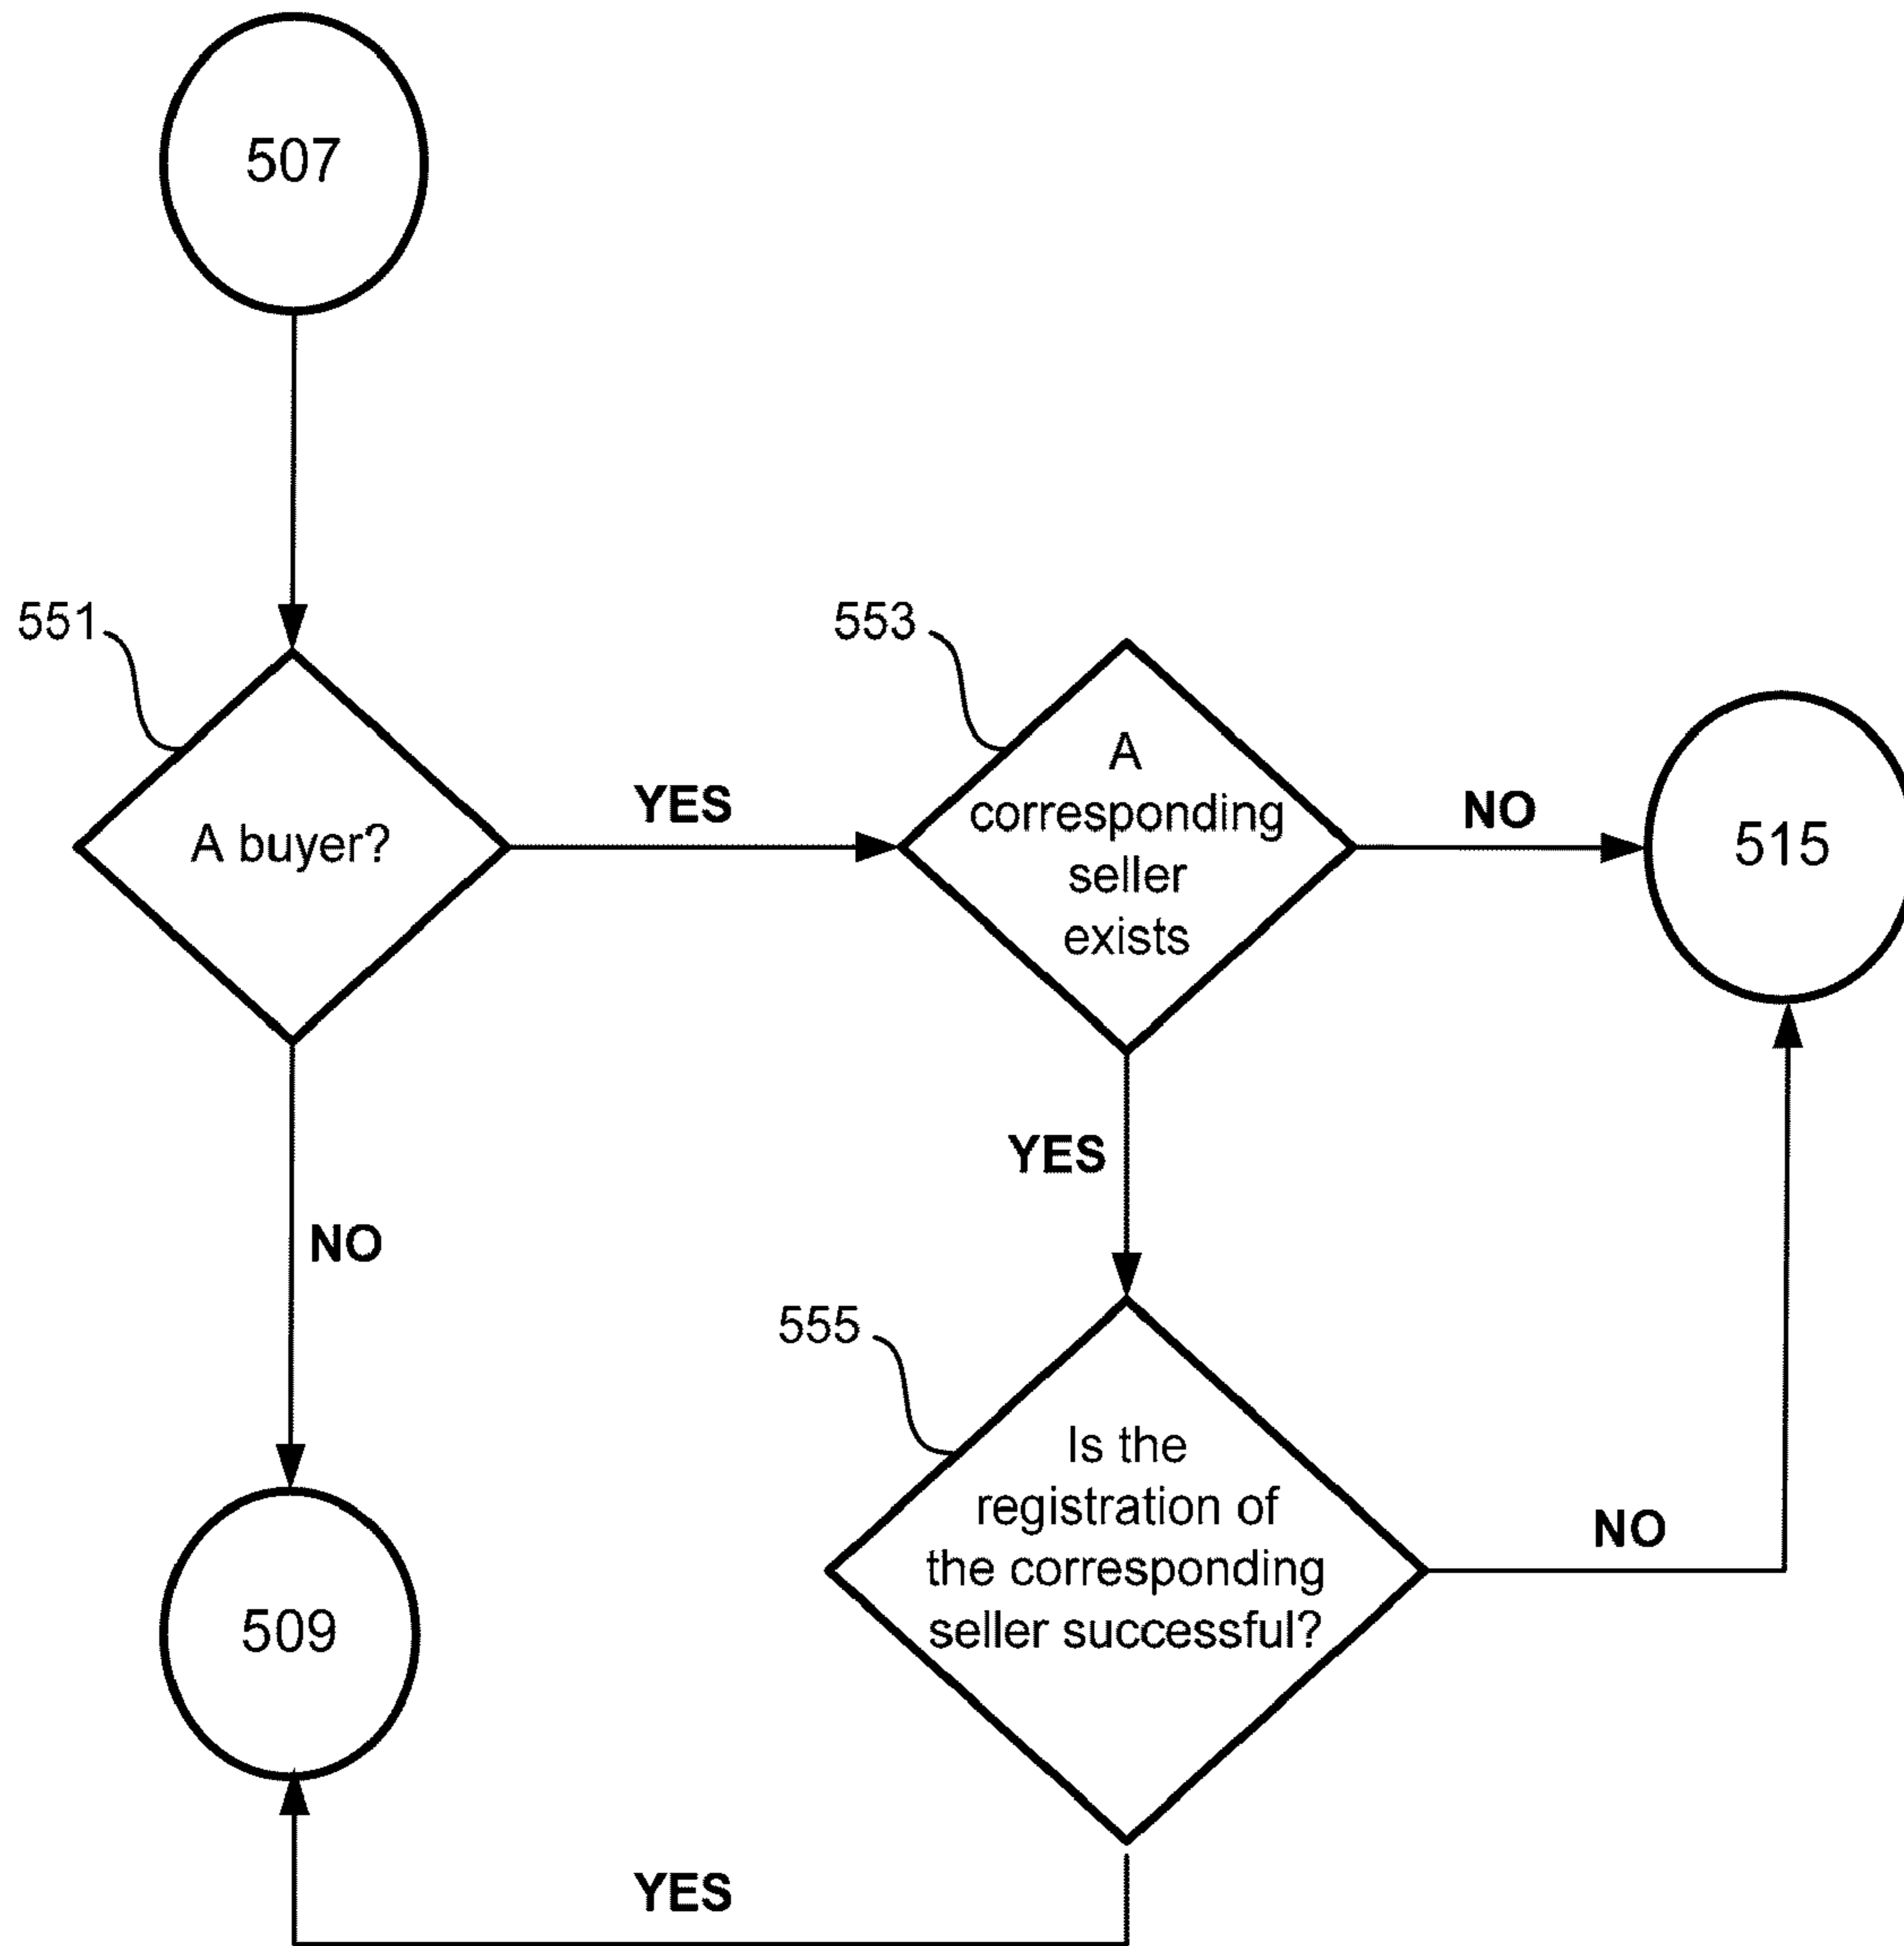 507
551
A buyer?
YES
553
A
corresponding
seller
exists
NO
515
YES
NO
555
Is the
registration of
the corresponding
seller successful?
NO
509
YES